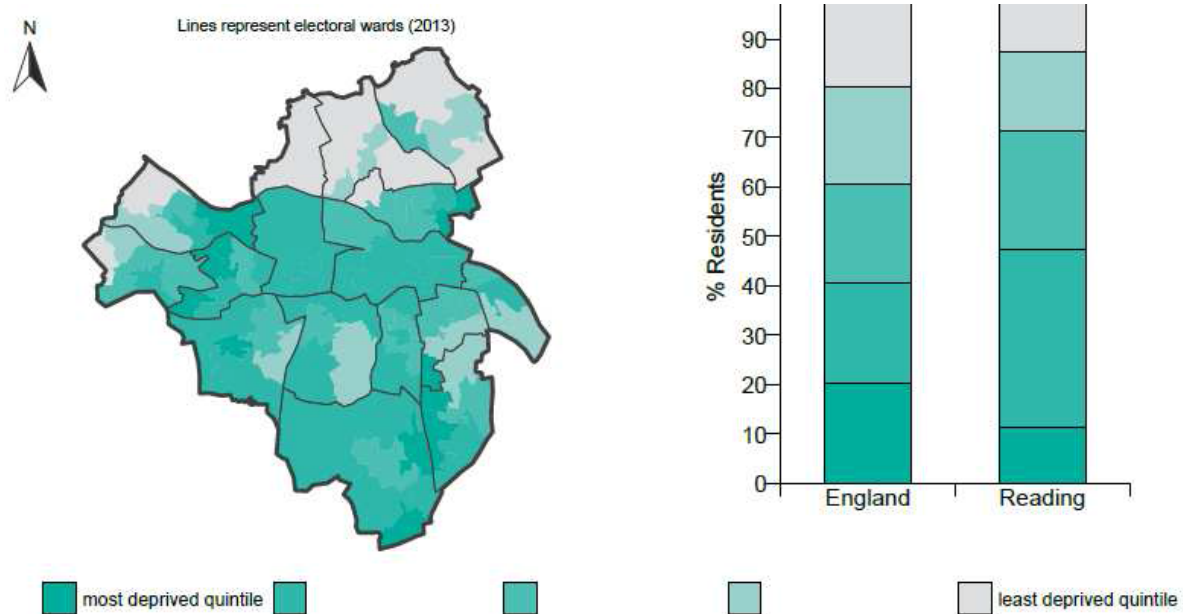 N
Lines represent electoral wards (2013)
% Residents
90
80
70
60
50
40
30
20
10
0
England
Reading
most deprived quintile
least deprived quintile